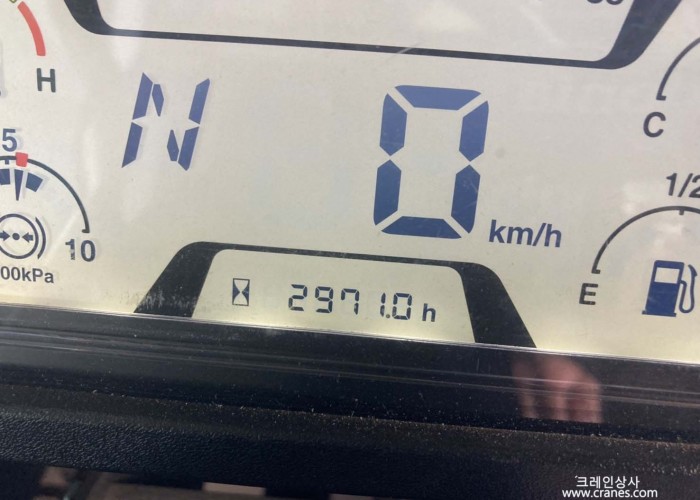 H
N
0
km/h
C
5
10
00kPa
1/2
E
2971.0 h
크레인상사
www.cranes.com